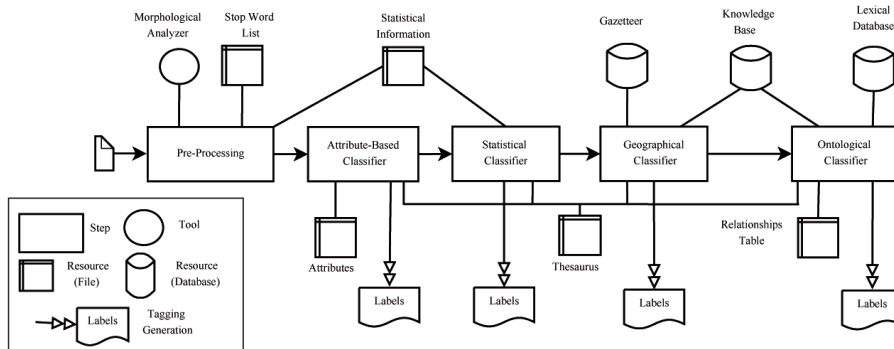 Morphological
Analyzer
Stop Word
List
Statistical
Information
Gazetteer
Knowledge
Base
Lexical
Database
Pre-Processing
Attribute-Based
Classifier
Statistical
Classifier
Geographical
Classifier
Ontological
Classifier
Attributes
Thesaurus
Relationships
Table
Labels
Labels
Labels
Labels
Step
Tool
Resource
(File)
Resource
(Database)
Labels
Tagging
Generation